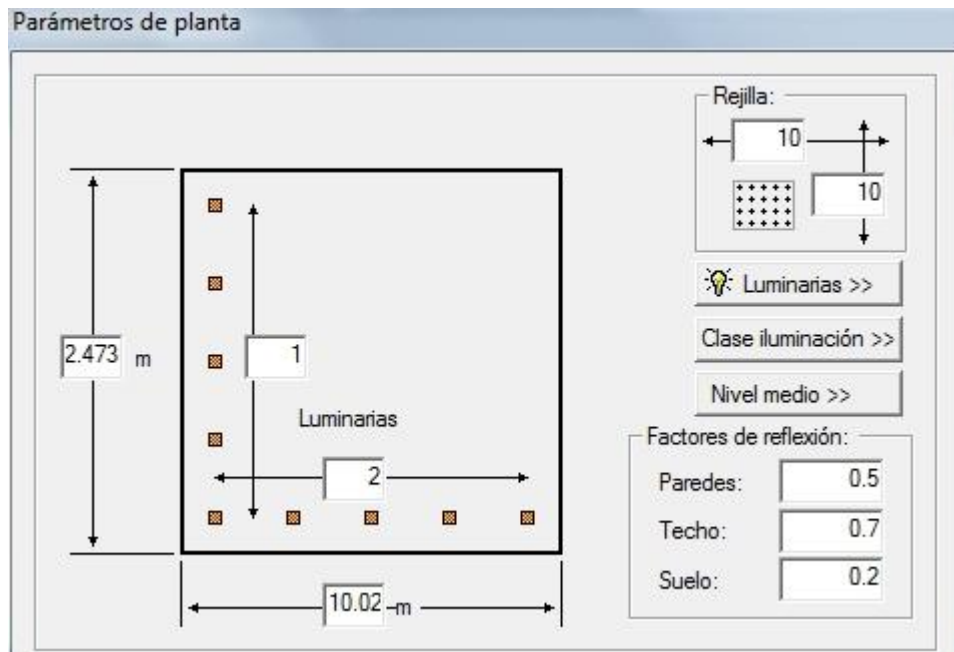 Parámetros de planta
Rejilla:
10
10
Luminarias >>
Clase iluminación >>
Nivel medio >>
2.473 m
1
Luminarias
2
10.02 m
Factores de reflexión:
Paredes: 0.5
Techo: 0.7
Suelo: 0.2